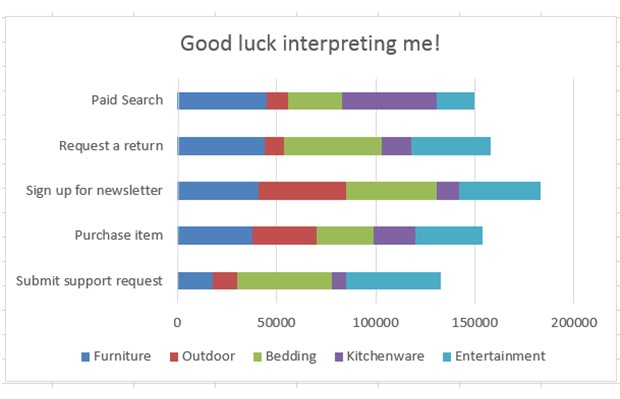 Good luck interpreting me!
Paid Search
Request a return
Sign up for newsletter
Purchase item
Submit support request
0 50000 100000 150000 200000
Furniture Outdoor Bedding Kitchenware Entertainment